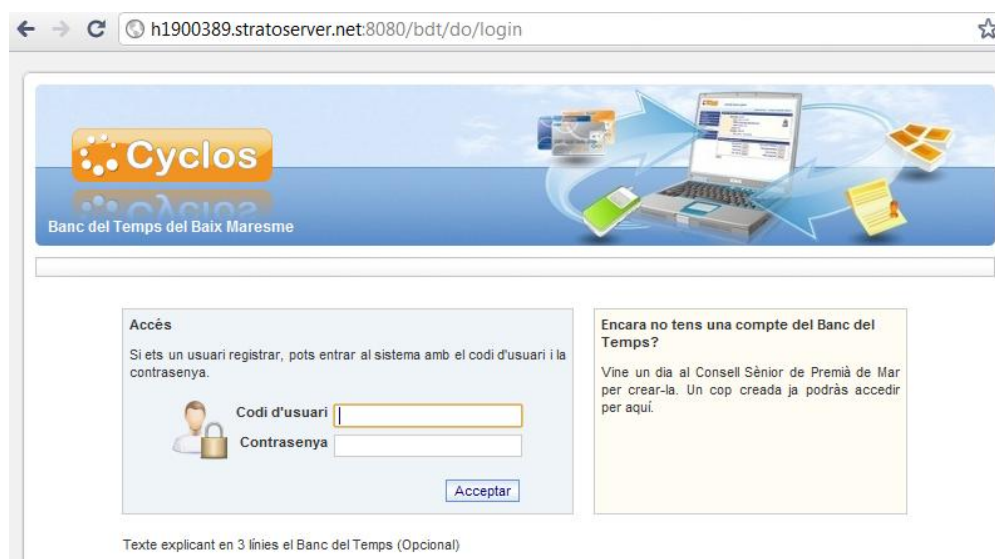 h1900389.stratoserver.net:8080/bdt/do/login
Cyclos
Banc del Temps del Baix Maresme
Accés
Si ets un usuari registrar, pots entrar al sistema amb el codi d'usuari i la
contrasenya.
Codi d'usuari
Contrasenya
Acceptar
Encara no tens una compte del Banc del
Temps?
Vine un dia al Consell Sènior de Premià de Mar
per crear-la. Un cop creada ja podràs accedir
per aquí.
Texte explicant en 3 línies el Banc del Temps (Opcional)